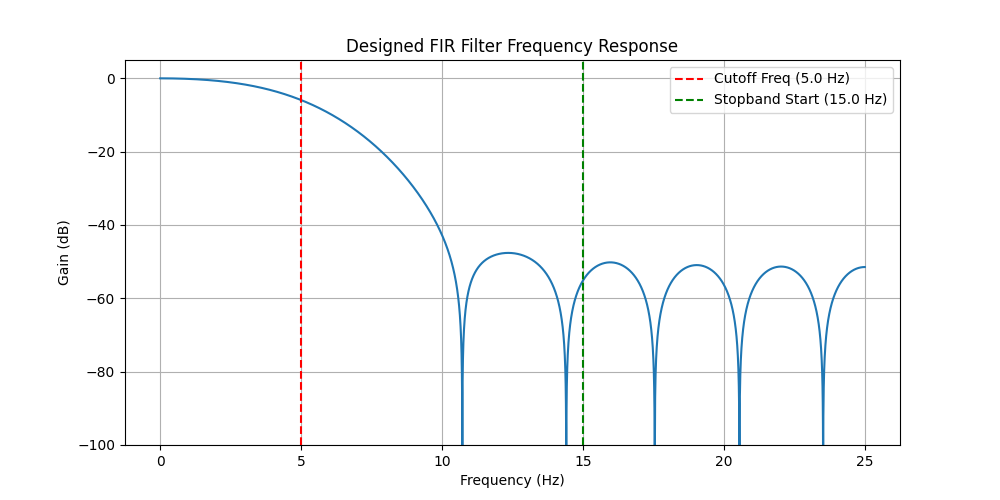 Designed FIR Filter Frequency Response
Cutoff Freq (5.0 Hz)
Stopband Start (15.0 Hz)
Gain (dB)
0
−20
−40
−60
−80
−100
0 5 10 15 20 25
Frequency (Hz)